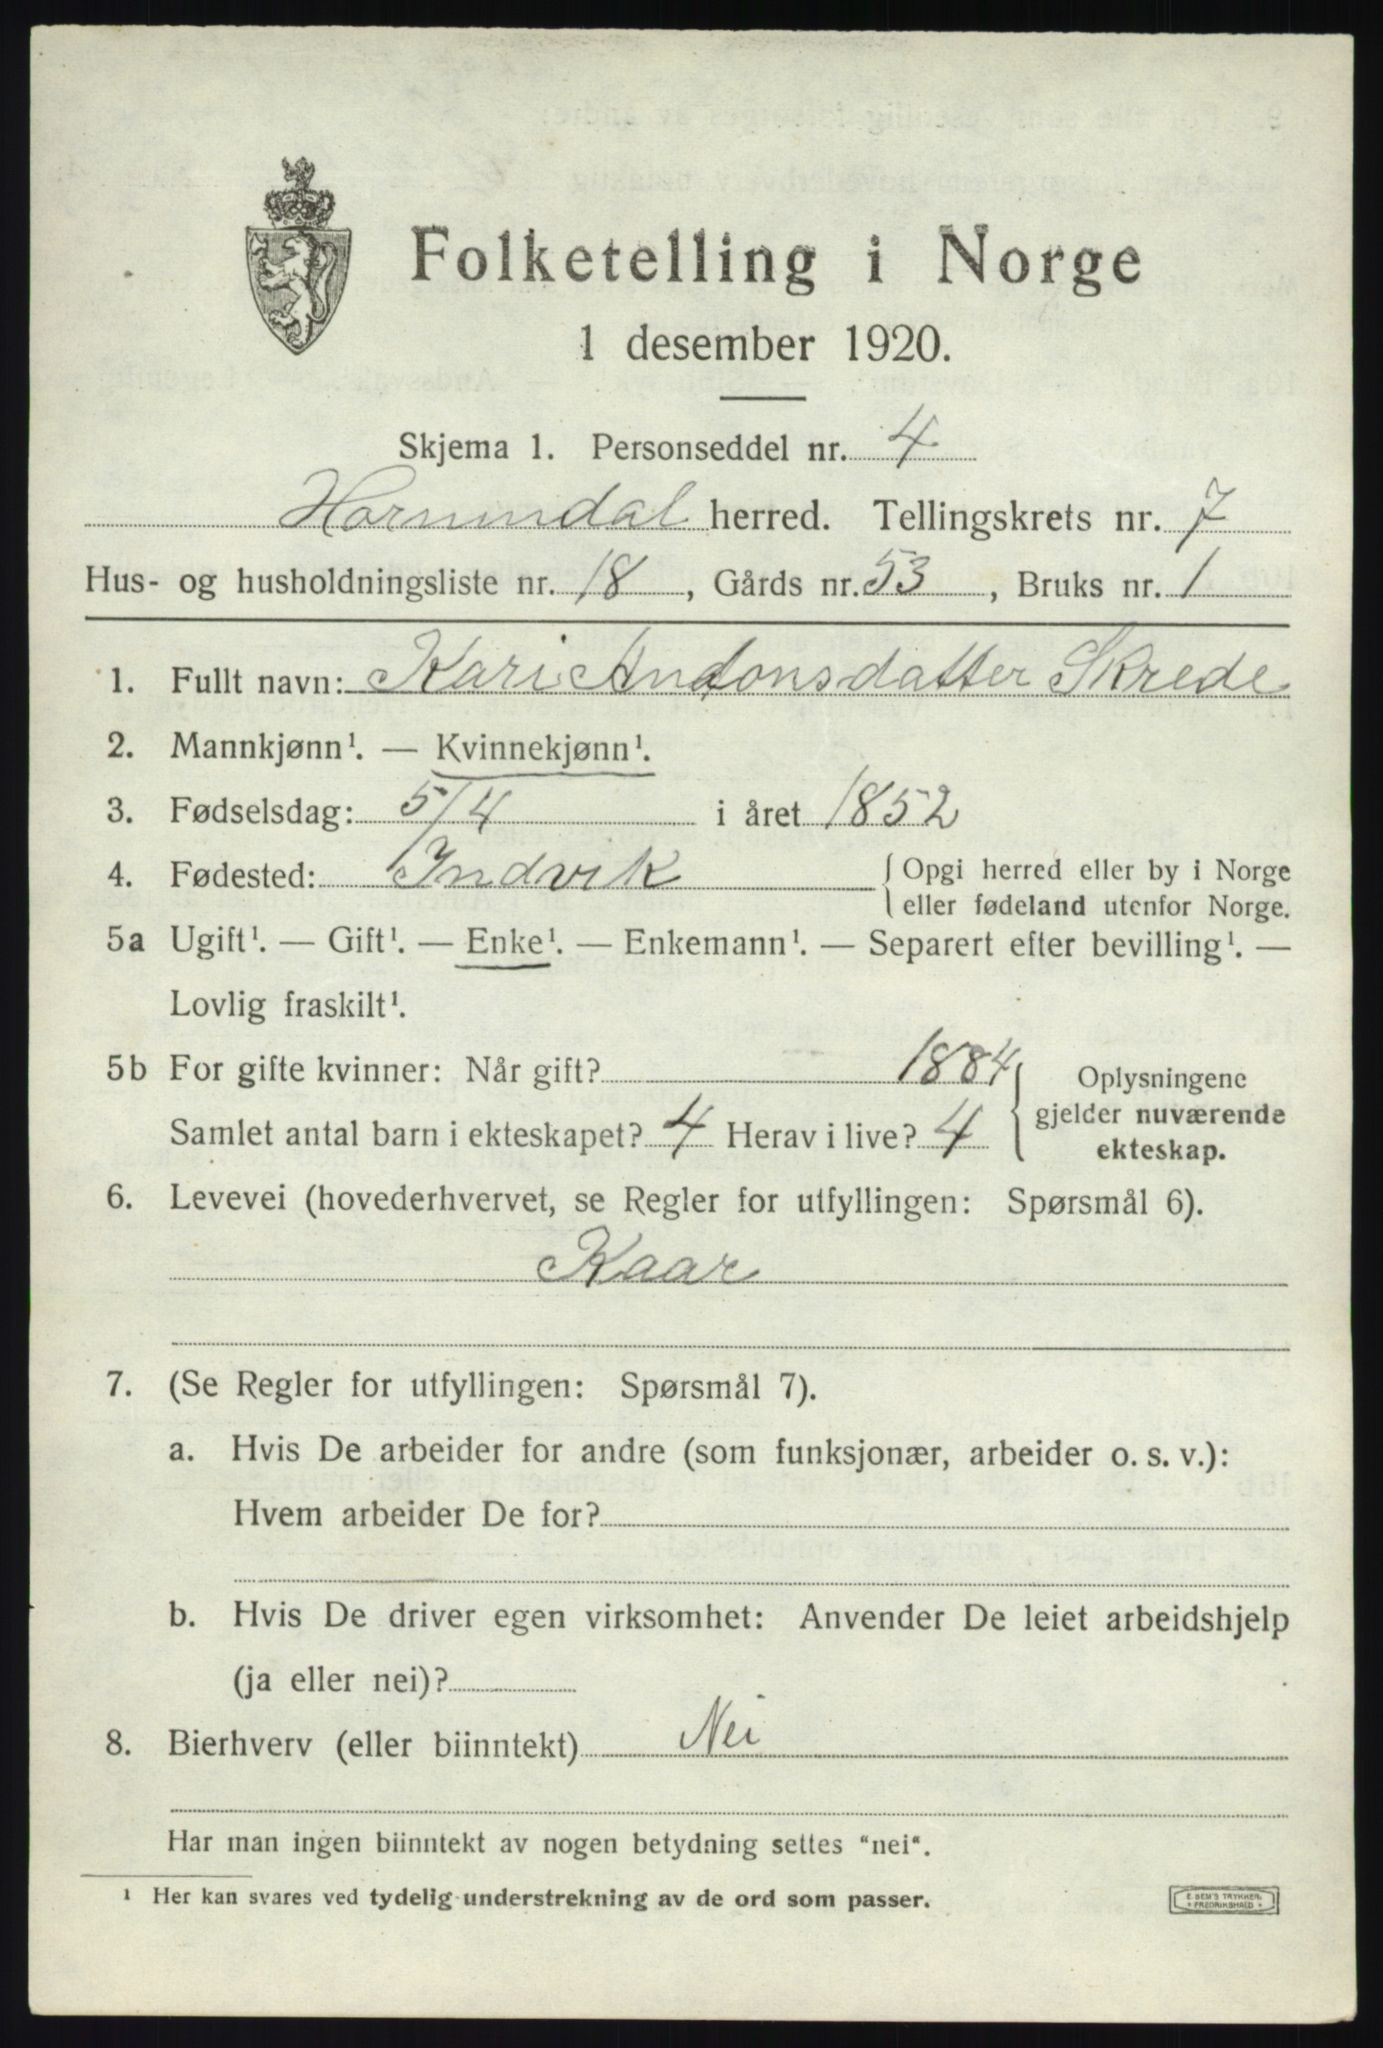 Folketelling i Norge
1 desember 1920.
Skjema 1. Personseddel nr. 4
Hornindal herred. Tellingskrets nr. 7
Hus- og husholdningsliste nr. 18, Gårds nr. 53, Bruks nr. 1
1. Fullt navn: Kari Andonsdatter Skrede
2. Mannkjønn¹. — Kvinnekjønn¹.
3. Fødselsdag: 5/4 i året 1852
4. Fødested: Indvik { Opgi herred eller by i Norge
eller fødeland utenfor Norge.
5a Ugift¹. — Gift¹. — Enke¹. — Enkemann¹. — Separert efter bevilling¹. —
Lovlig fraskilt¹.
5b For gifte kvinner: Når gift? 1884
Samlet antal barn i ekteskapet? 4 Herav i live? 4
Oplysningene
gjelder nuværende
ekteskap.
6. Levevei (hovederhvervet, se Regler for utfyllingen: Spørsmål 6).
Kaar
7. (Se Regler for utfyllingen: Spørsmål 7).
a. Hvis De arbeider for andre (som funksjonær, arbeider o. s. v.):
Hvem arbeider De for?
b. Hvis De driver egen virksomhet: Anvender De leiet arbeidshjelp
(ja eller nei)?
8. Bierhverv (eller biinntekt) Nei
Har man ingen biinntekt av nogen betydning settes "nei".
¹ Her kan svares ved tydelig understrekning av de ord som passer.
E. SEM'S TRYKKERI
FREDRIKSHALD